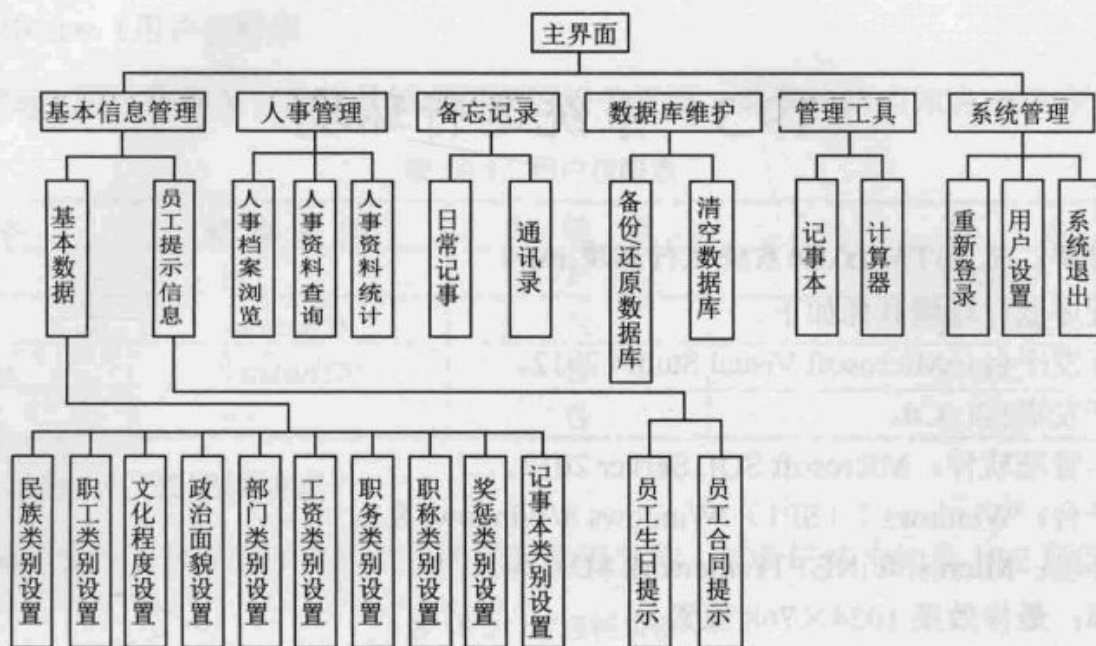 主界面
基本信息管理
人事管理
备忘记录
数据库维护
管理工具
系统管理
基本数据
员工提示信息
人事档案浏览
人事资料查询
人事资料统计
日常记事
通讯录
备份/还原数据库
清空数据库
记事本
计算器
重新登录
用户设置
系统退出
民族类别设置
职工类别设置
文化程度设置
政治面貌设置
部门类别设置
工资类别设置
职务类别设置
职称类别设置
奖惩类别设置
记事本类别设置
员工生日提示
员工合同提示